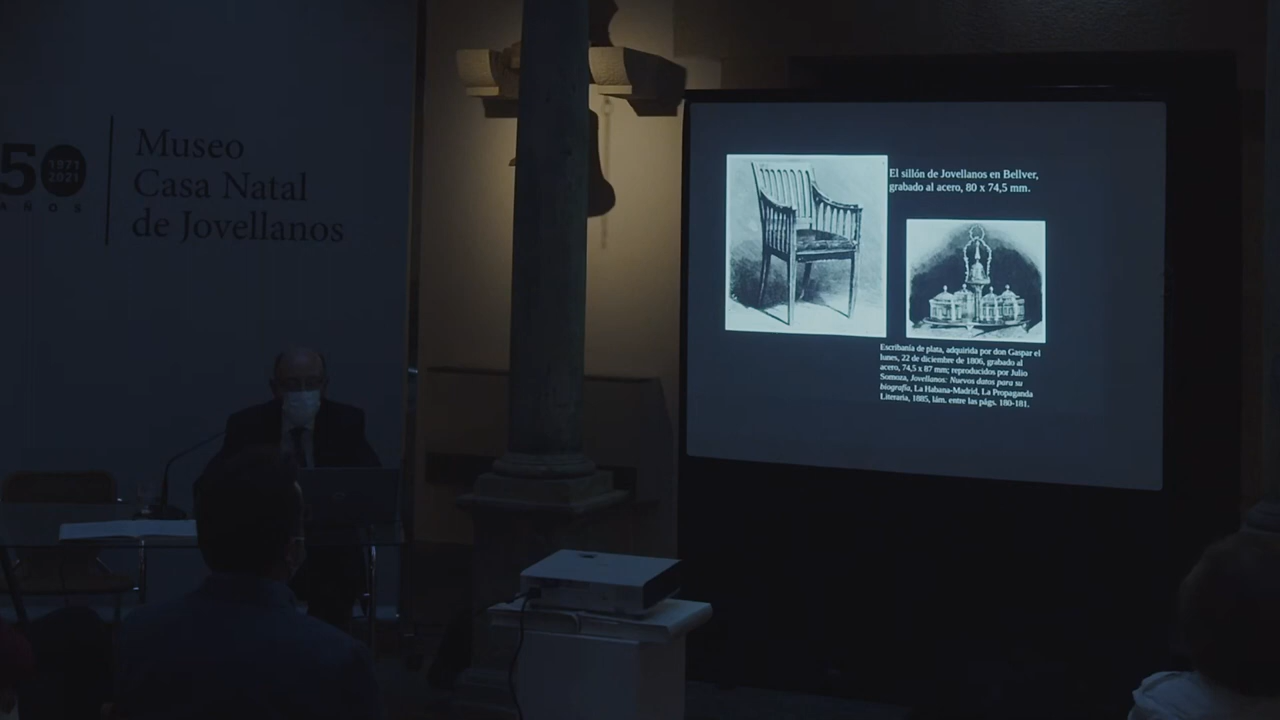 50
1971
2021
AÑOS
Museo
Casa Natal
de Jovellanos
El sillón de Jovellanos en Bellver,
grabado al acero, 80 x 74,5 mm.
Escribanía de plata, adquirida por don Gaspar el
lunes, 22 de diciembre de 1806, grabado al
acero, 74,5 x 87 mm; reproducidos por Julio
Somoza, Jovellanos: Nuevos datos para su
biografía, La Habana-Madrid, La Propaganda
Literaria, 1885, lám. entre las págs. 180-181.